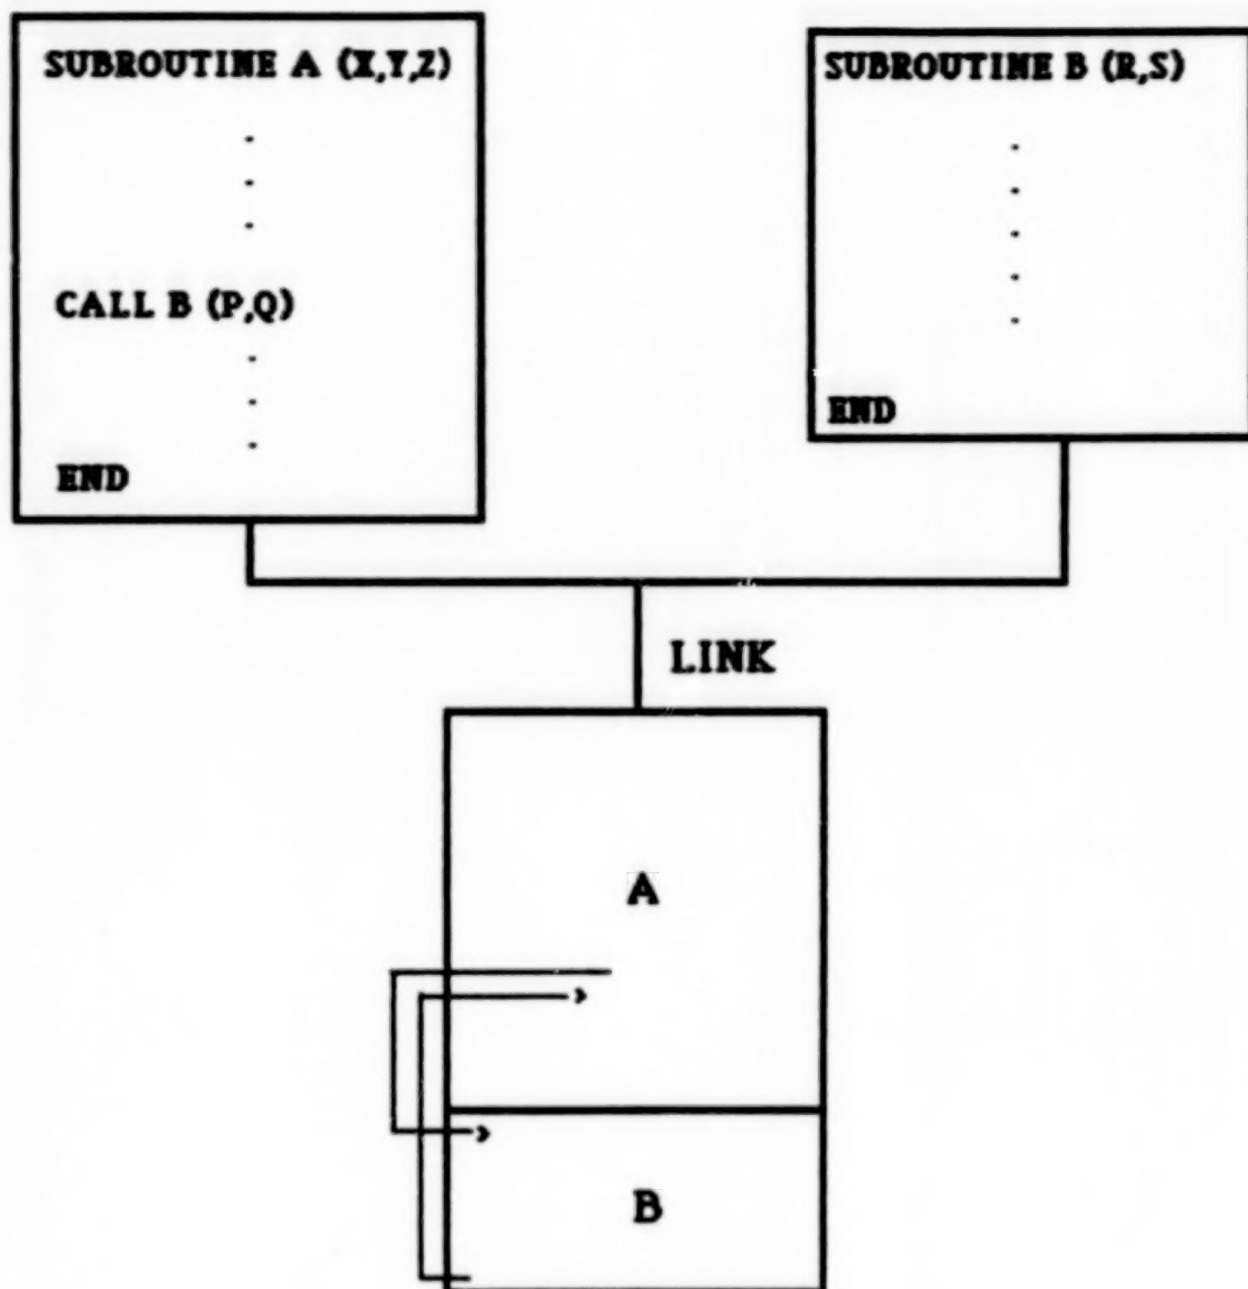 SUBROUTINE A (X,Y,Z)
.
.
.
CALL B (P,Q)
.
.
.
END
SUBROUTINE B (R,S)
.
.
.
.
.
END
LINK
A
B